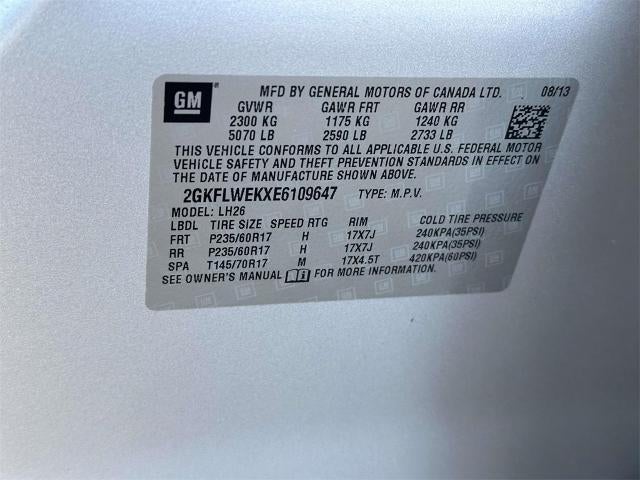 GM
MFD BY GENERAL MOTORS OF CANADA LTD. 08/13
GVWR GAWR FRT GAWR RR
2300 KG 1175 KG 1240 KG
5070 LB 2590 LB 2733 LB
THIS VEHICLE CONFORMS TO ALL APPLICABLE U.S. FEDERAL MOTOR
VEHICLE SAFETY AND THEFT PREVENTION STANDARDS IN EFFECT ON
THE DATE OF MANUFACTURE SHOWN ABOVE.
2GKFLWEKXE6109647 TYPE: M.P.V.
MODEL: LH26
LBDL TIRE SIZE SPEED RTG RIM COLD TIRE PRESSURE
FRT P235/60R17 H 17X7J 240KPA(35PSI)
RR P235/60R17 H 17X7J 240KPA(35PSI)
SPA T145/70R17 M 17X4.5T 420KPA(60PSI)
SEE OWNER'S MANUAL FOR MORE INFORMATION.